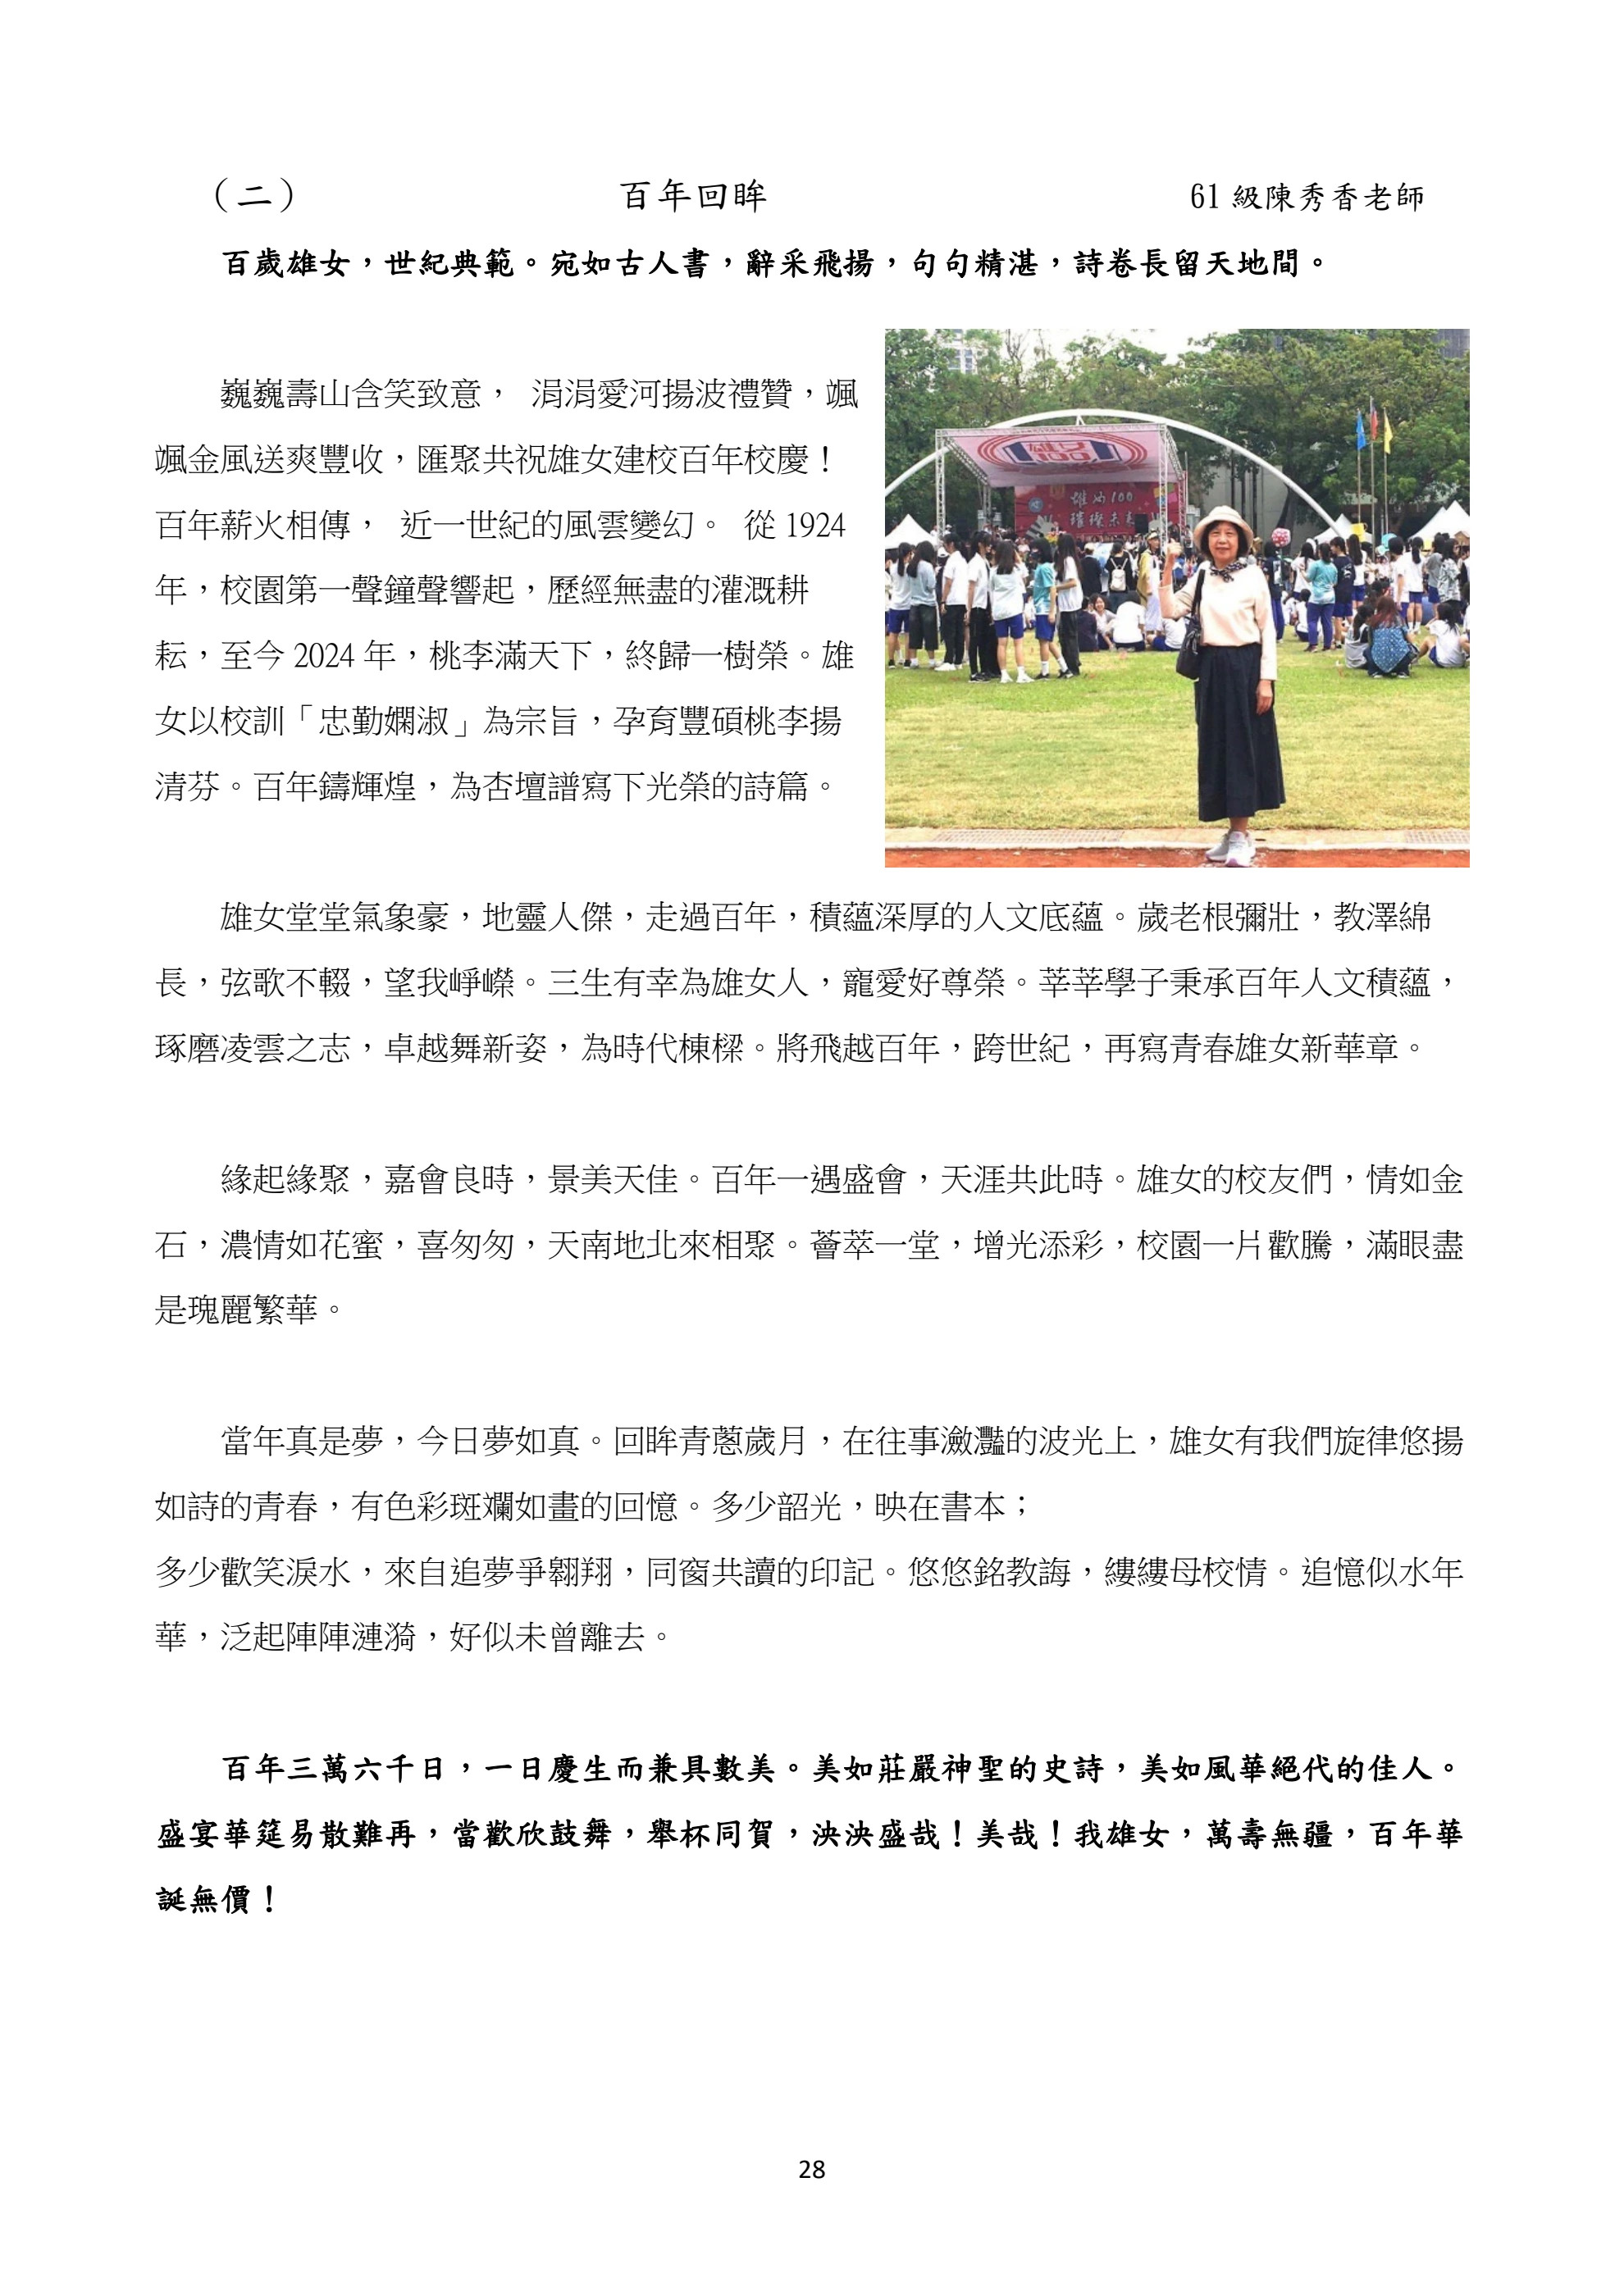 （二） 百年回眸 61 級陳秀香老師
百歲雄女，世紀典範。宛如古人書，辭采飛揚，句句精湛，詩卷長留天地間。
巍巍壽山含笑致意， 涓涓愛河揚波禮贊，颯
颯金風送爽豐收，匯聚共祝雄女建校百年校慶！
百年薪火相傳， 近一世紀的風雲變幻。 從 1924
年，校園第一聲鐘聲響起，歷經無盡的灌溉耕
耘，至今 2024 年，桃李滿天下，終歸一樹榮。雄
女以校訓「忠勤嫻淑」為宗旨，孕育豐碩桃李揚
清芬。百年鑄輝煌，為杏壇譜寫下光榮的詩篇。
雄女100
璀璨未來
雄女堂堂氣象豪，地靈人傑，走過百年，積蘊深厚的人文底蘊。歲老根彌壯，教澤綿
長，弦歌不輟，望我崢嶸。三生有幸為雄女人，寵愛好尊榮。莘莘學子秉承百年人文積蘊，
琢磨凌雲之志，卓越舞新姿，為時代棟樑。將飛越百年，跨世紀，再寫青春雄女新華章。
緣起緣聚，嘉會良時，景美天佳。百年一遇盛會，天涯共此時。雄女的校友們，情如金
石，濃情如花蜜，喜匆匆，天南地北來相聚。薈萃一堂，增光添彩，校園一片歡騰，滿眼盡
是瑰麗繁華。
當年真是夢，今日夢如真。回眸青蔥歲月，在往事瀲灩的波光上，雄女有我們旋律悠揚
如詩的青春，有色彩斑斕如畫的回憶。多少韶光，映在書本；
多少歡笑淚水，來自追夢爭翱翔，同窗共讀的印記。悠悠銘教誨，縷縷母校情。追憶似水年
華，泛起陣陣漣漪，好似未曾離去。
百年三萬六千日，一日慶生而兼具數美。美如莊嚴神聖的史詩，美如風華絕代的佳人。
盛宴華筵易散難再，當歡欣鼓舞，舉杯同賀，泱泱盛哉！美哉！我雄女，萬壽無疆，百年華
誕無價！
28